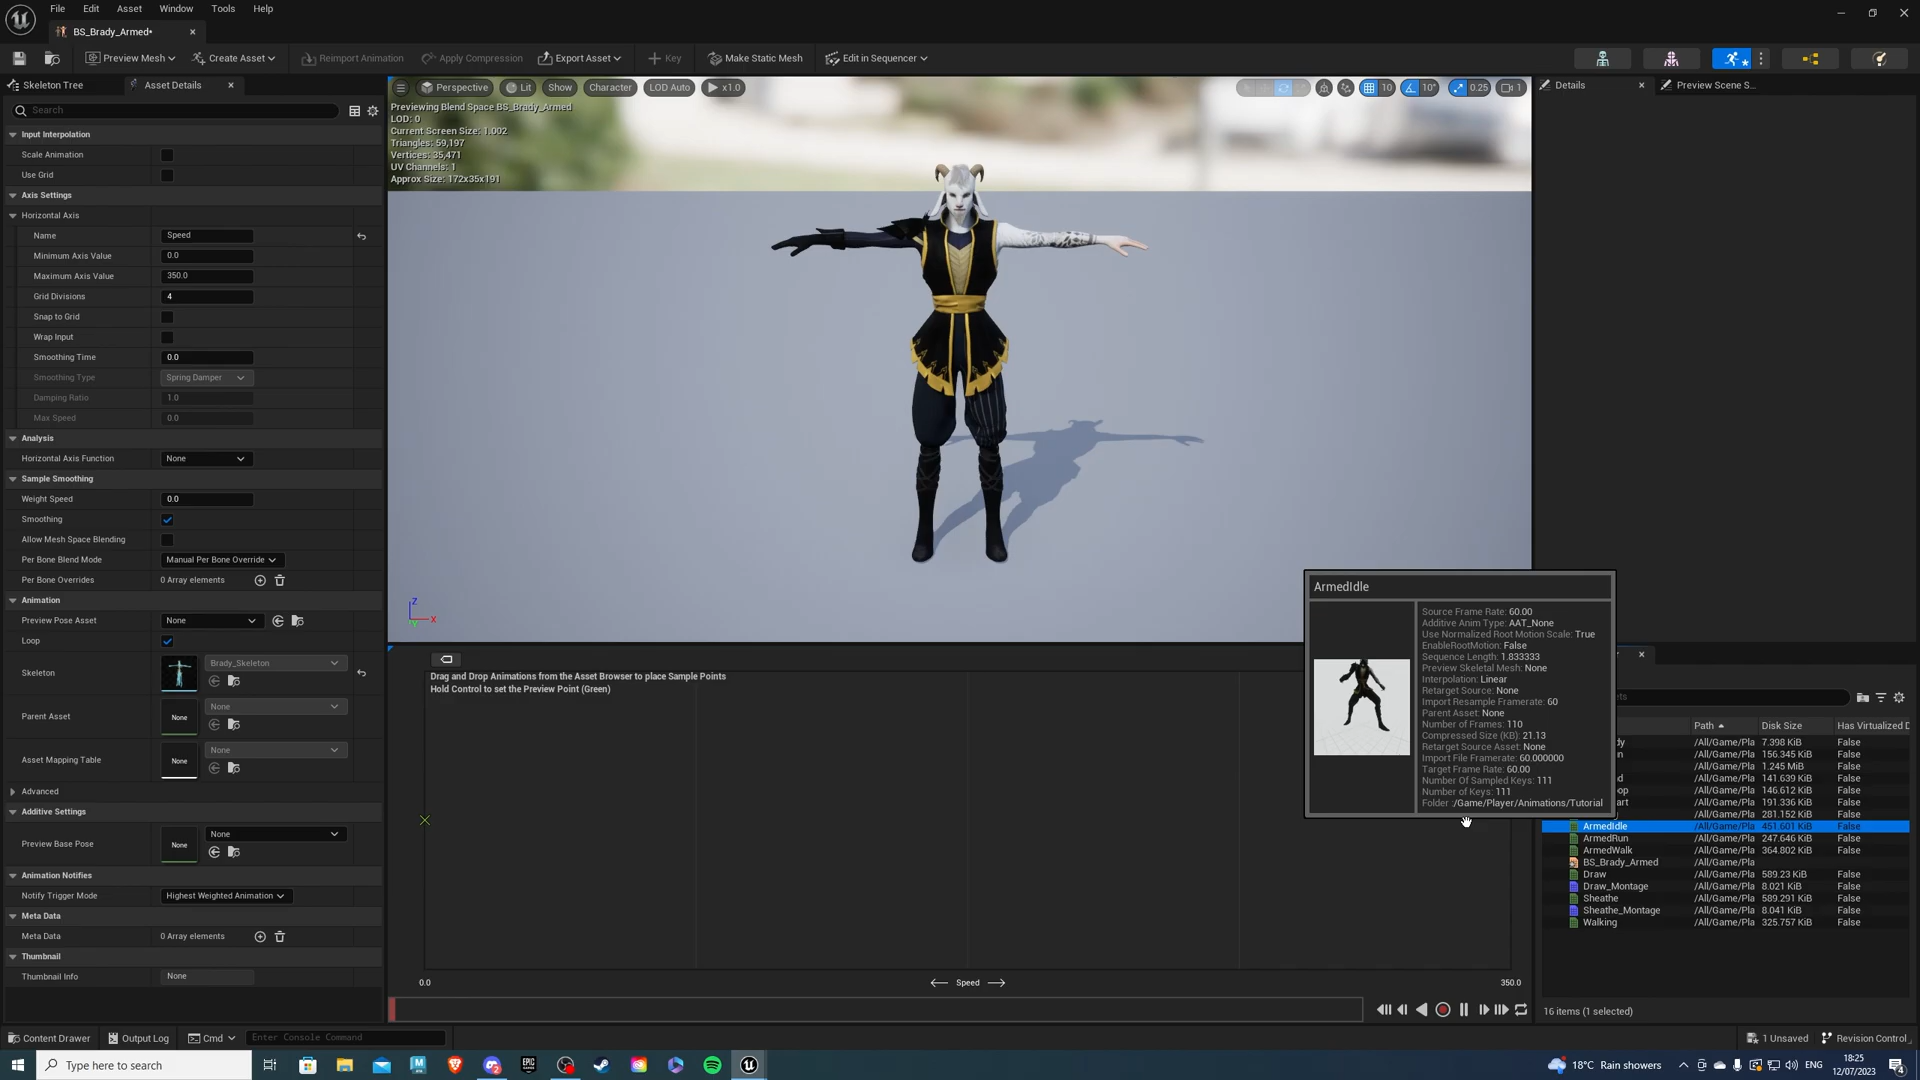 File Edit Asset Window Tools Help
BS_Brady_Armed*
Preview Mesh Create Asset Reimport Animation Apply Compression Export Asset Key Make Static Mesh Edit in Sequencer
Skeleton Tree Asset Details
Search
Input Interpolation
Scale Animation
Use Grid
Axis Settings
Horizontal Axis
Name Speed
Minimum Axis Value 0.0
Maximum Axis Value 350.0
Grid Divisions 4
Snap to Grid
Wrap Input
Smoothing Time 0.0
Smoothing Type Spring Damper
Damping Ratio 1.0
Max Speed 0.0
Analysis
Horizontal Axis Function None
Sample Smoothing
Weight Speed 0.0
Smoothing
Allow Mesh Space Blending
Per Bone Blend Mode Manual Per Bone Override
Per Bone Overrides 0 Array elements
Animation
Preview Pose Asset None
Loop
Skeleton Brady_Skeleton
Parent Asset None None
Asset Mapping Table None None
Advanced
Additive Settings
Preview Base Pose None None
Animation Notifies
Notify Trigger Mode Highest Weighted Animation
Meta Data
Meta Data 0 Array elements
Thumbnail
Thumbnail Info None
Perspective Lit Show Character LOD Auto x1.0
10 10° 0.25 1
Previewing Blend Space BS_Brady_Armed
LOD: 0
Current Screen Size: 1.002
Triangles: 59,197
Vertices: 35,471
UV Channels: 1
Approx Size: 172x35x191
Z
X
Y
Drag and Drop Animations from the Asset Browser to place Sample Points
Hold Control to set the Preview Point (Green)
0.0 Speed 350.0
Details Preview Scene S...
ArmedIdle
Source Frame Rate: 60.00
Additive Anim Type: AAT_None
Use Normalized Root Motion Scale: True
EnableRootMotion: False
Sequence Length: 1.833333
Preview Skeletal Mesh: None
Interpolation: Linear
Retarget Source: None
Import Resample Framerate: 60
Parent Asset: None
Number of Frames: 110
Compressed Size (KB): 21.13
Retarget Source Asset: None
Import File Framerate: 60.000000
Target Frame Rate: 60.00
Number Of Sampled Keys: 111
Number of Keys: 111
Folder :/Game/Player/Animations/Tutorial
ets
Path Disk Size Has Virtualized D
dy /All/Game/Pla 7.398 KiB False
n /All/Game/Pla 156.345 KiB False
/All/Game/Pla 1.245 MiB False
d /All/Game/Pla 141.639 KiB False
op /All/Game/Pla 146.612 KiB False
art /All/Game/Pla 191.336 KiB False
/All/Game/Pla 281.152 KiB False
ArmedIdle /All/Game/Pla 451.601 KiB False
ArmedRun /All/Game/Pla 247.646 KiB False
ArmedWalk /All/Game/Pla 364.802 KiB False
BS_Brady_Armed /All/Game/Pla False
Draw /All/Game/Pla 589.23 KiB False
Draw_Montage /All/Game/Pla 8.021 KiB False
Sheathe /All/Game/Pla 589.291 KiB False
Sheathe_Montage /All/Game/Pla 8.041 KiB False
Walking /All/Game/Pla 325.757 KiB False
16 items (1 selected)
Content Drawer Output Log Cmd Enter Console Command
1 Unsaved Revision Control
Type here to search
18°C Rain showers ENG
18:25
12/07/2023
4